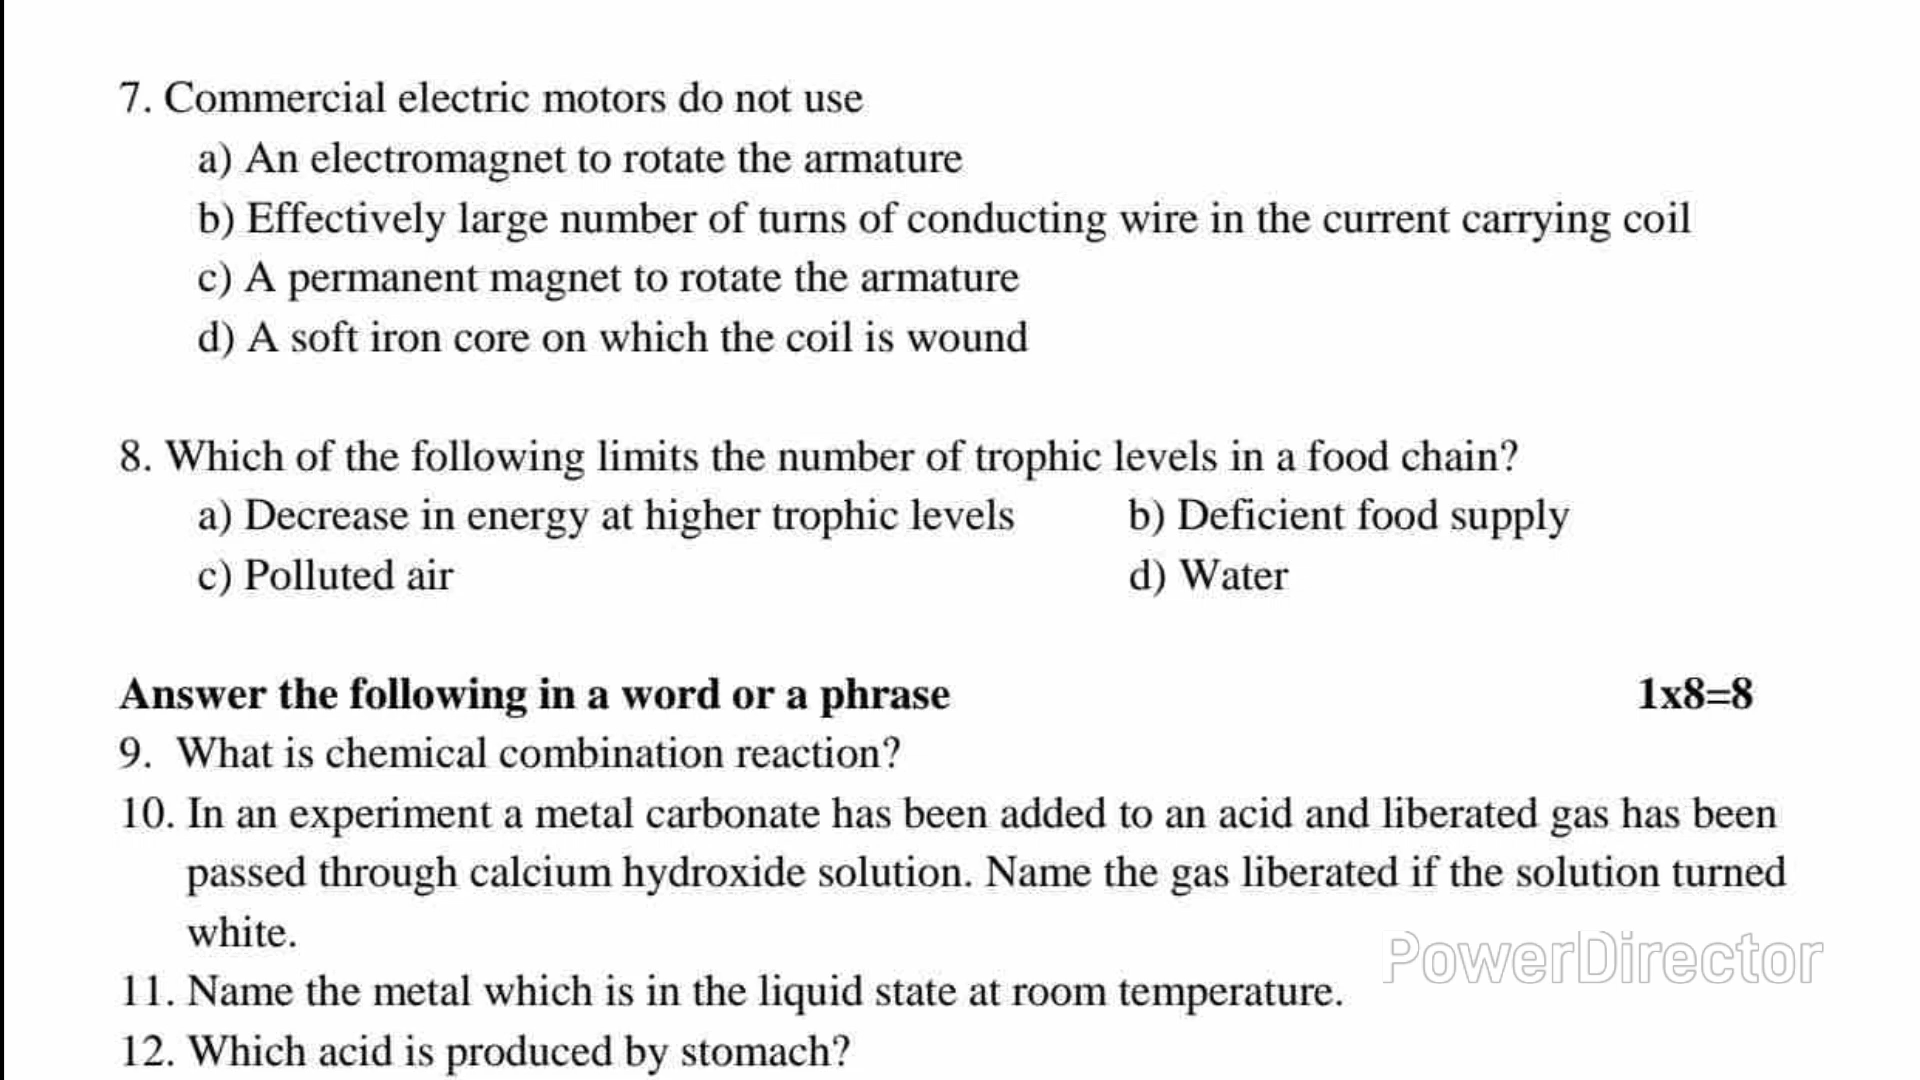 7. Commercial electric motors do not use
a) An electromagnet to rotate the armature
b) Effectively large number of turns of conducting wire in the current carrying coil
c) A permanent magnet to rotate the armature
d) A soft iron core on which the coil is wound
8. Which of the following limits the number of trophic levels in a food chain?
a) Decrease in energy at higher trophic levels b) Deficient food supply
c) Polluted air d) Water
Answer the following in a word or a phrase 1x8=8
9. What is chemical combination reaction?
10. In an experiment a metal carbonate has been added to an acid and liberated gas has been
passed through calcium hydroxide solution. Name the gas liberated if the solution turned
white.
PowerDirector
11. Name the metal which is in the liquid state at room temperature.
12. Which acid is produced by stomach?